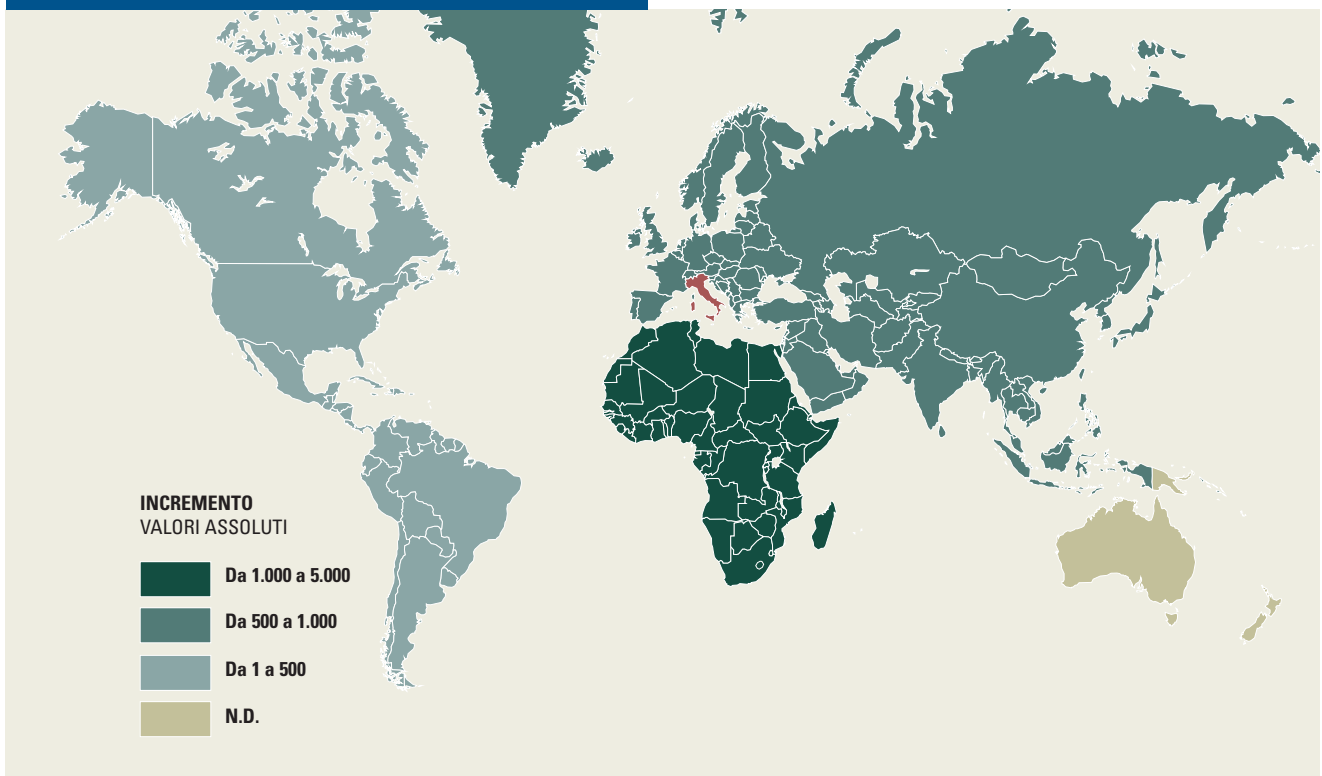 INCREMENTO
VALORI ASSOLUTI
Da 1.000 a 5.000
Da 500 a 1.000
Da 1 a 500
N.D.